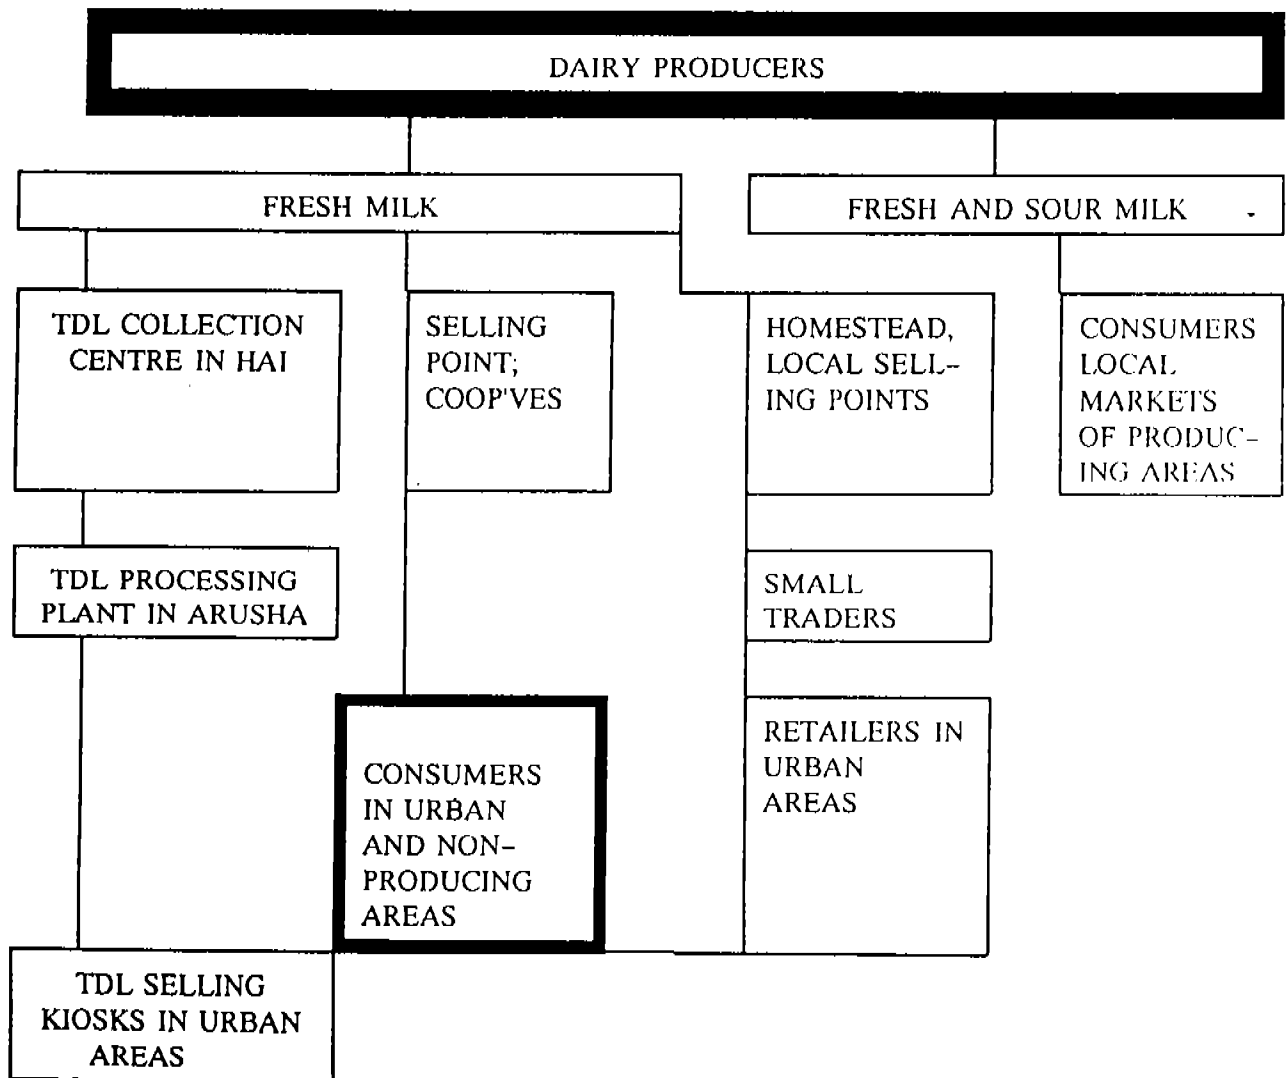 DAIRY PRODUCERS
FRESH MILK
FRESH AND SOUR MILK
TDL COLLECTION
CENTRE IN HAI
SELLING
POINT;
COOP'VES
HOMESTEAD,
LOCAL SELL-
ING POINTS
CONSUMERS
LOCAL
MARKETS
OF PRODUC-
ING AREAS
TDL PROCESSING
PLANT IN ARUSHA
SMALL
TRADERS
CONSUMERS
IN URBAN
AND NON-
PRODUCING
AREAS
RETAILERS IN
URBAN
AREAS
TDL SELLING
KIOSKS IN URBAN
AREAS